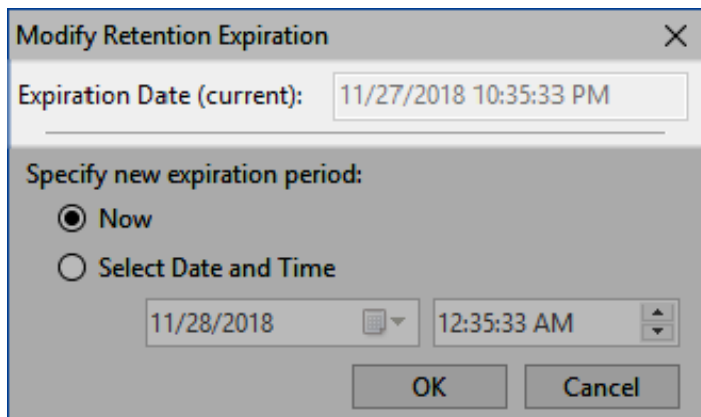 Modify Retention Expiration
Expiration Date (current): 11/27/2018 10:35:33 PM
Specify new expiration period:
Now
Select Date and Time
11/28/2018 12:35:33 AM
OK Cancel